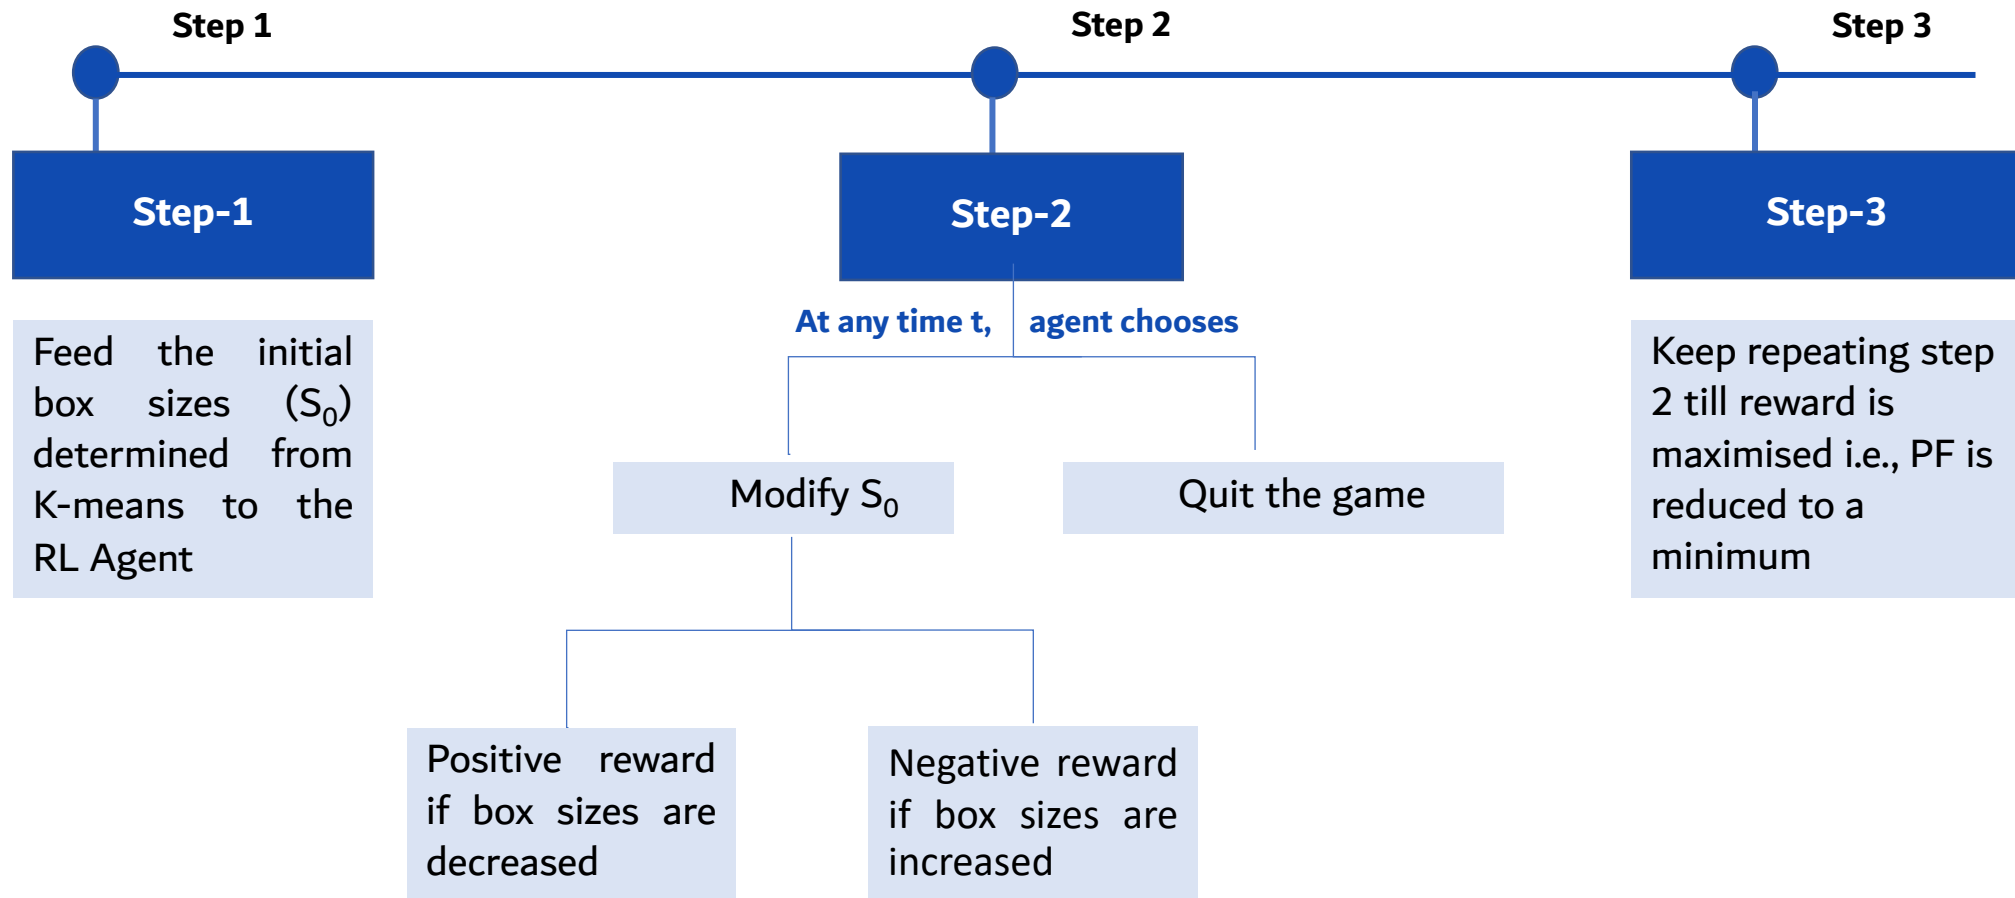 Step 1
Step 2
Step 3
Step-1
Step-2
Step-3
At any time t, agent chooses
Feed the initial
box sizes (S₀)
determined from
K-means to the
RL Agent
Modify S₀
Quit the game
Positive reward
if box sizes are
decreased
Negative reward
if box sizes are
increased
Keep repeating step
2 till reward is
maximised i.e., PF is
reduced to a
minimum